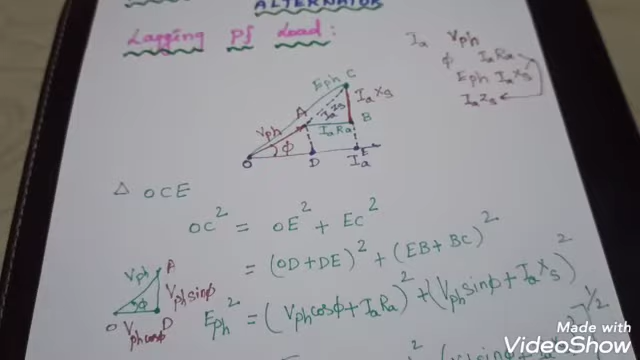 ALTERNATOR
Lagging Pf Load:
Ia Vph
φ IaRa
Eph IaXs
IaZs
Eph C
IaXs
A IaZs
Vph
IaRa B
φ
O D E
Ia
△ OCE
OC² = OE² + EC²
= (OD+DE)² + (EB+BC)²
Vph A
Vph sinφ
φ
O D
Vph cosφ
Eph² = (Vph cosφ + IaRa)² + (Vph sinφ + IaXs)²
]1/2
Made with
VideoShow